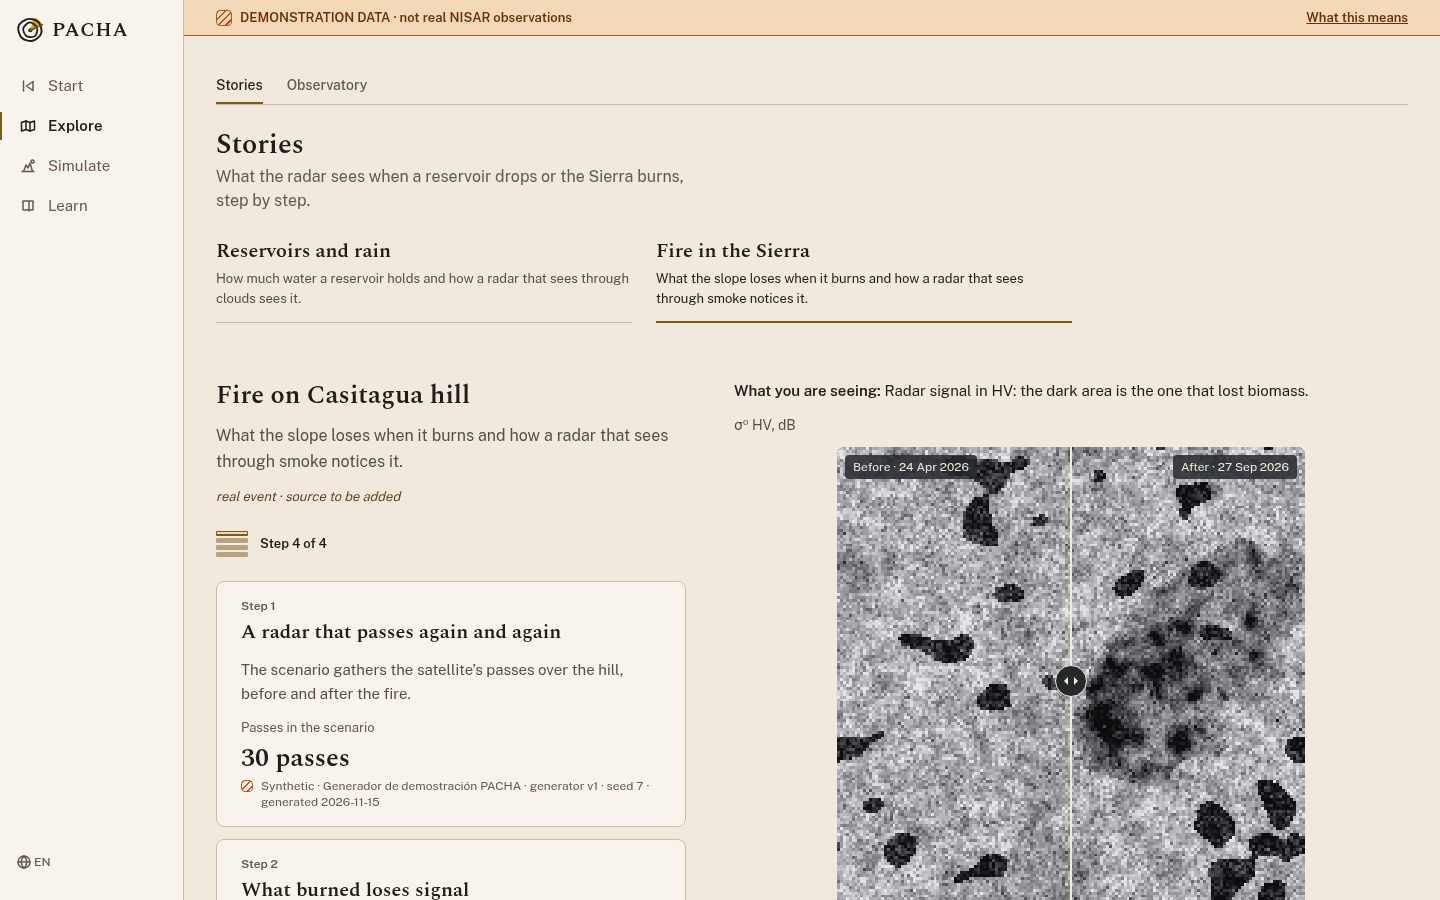 PACHA
Start
Explore
Simulate
Learn
EN
DEMONSTRATION DATA · not real NISAR observations
What this means
Stories
Observatory
Stories
What the radar sees when a reservoir drops or the Sierra burns,
step by step.
Reservoirs and rain
How much water a reservoir holds and how a radar that sees through
clouds sees it.
Fire in the Sierra
What the slope loses when it burns and how a radar that sees
through smoke notices it.
Fire on Casitagua hill
What the slope loses when it burns and how a radar that sees
through smoke notices it.
real event · source to be added
Step 4 of 4
Step 1
A radar that passes again and again
The scenario gathers the satellite’s passes over the hill,
before and after the fire.
Passes in the scenario
30 passes
Synthetic · Generador de demostración PACHA · generator v1 · seed 7 ·
generated 2026-11-15
Step 2
What burned loses signal
What you are seeing: Radar signal in HV: the dark area is the one that lost biomass.
σº HV, dB
Before · 24 Apr 2026
After · 27 Sep 2026